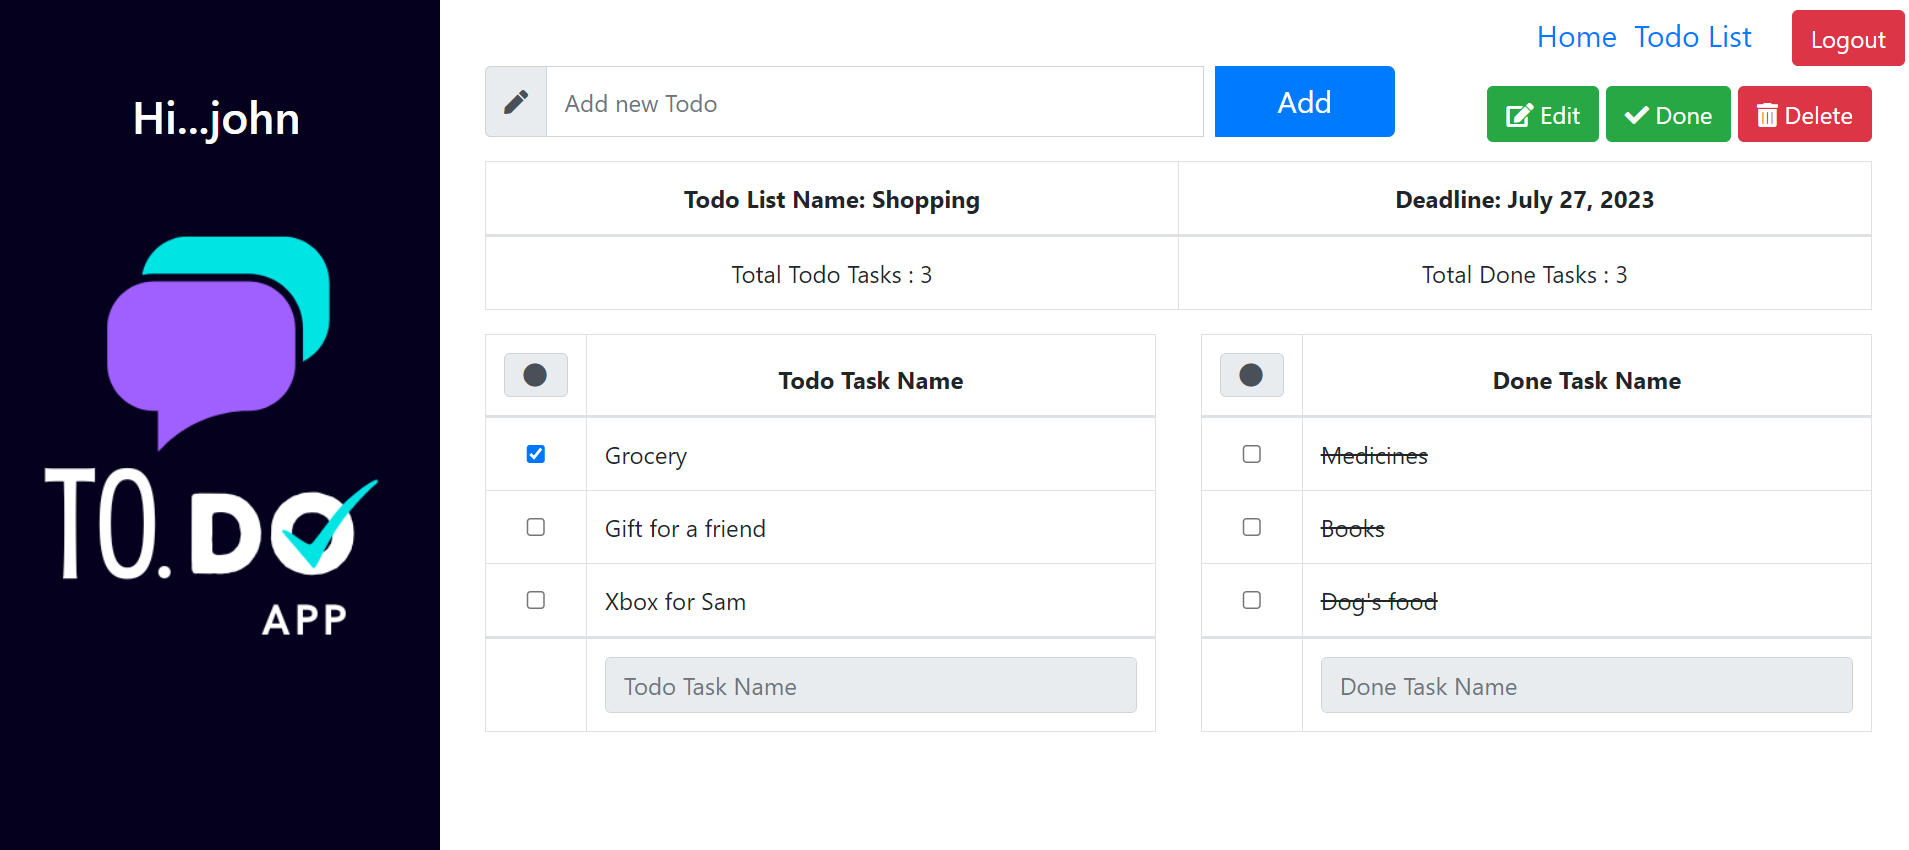 Hi...john
TO.DO
APP
Home Todo List Logout
Add new Todo Add
Edit Done Delete
Todo List Name: Shopping Deadline: July 27, 2023
Total Todo Tasks : 3 Total Done Tasks : 3
Todo Task Name
Grocery
Gift for a friend
Xbox for Sam
Todo Task Name
Done Task Name
Medicines
Books
Dog's food
Done Task Name